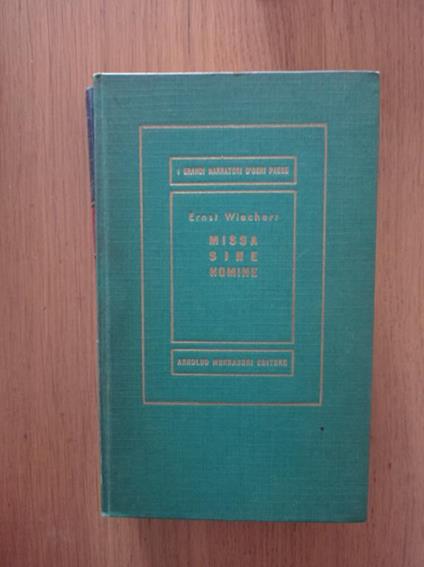 I GRANDI NARRATORI D'OGNI PAESE
Ernst Wiechert
MISSA
SINE
NOMINE
ARNOLDO MONDADORI EDITORE